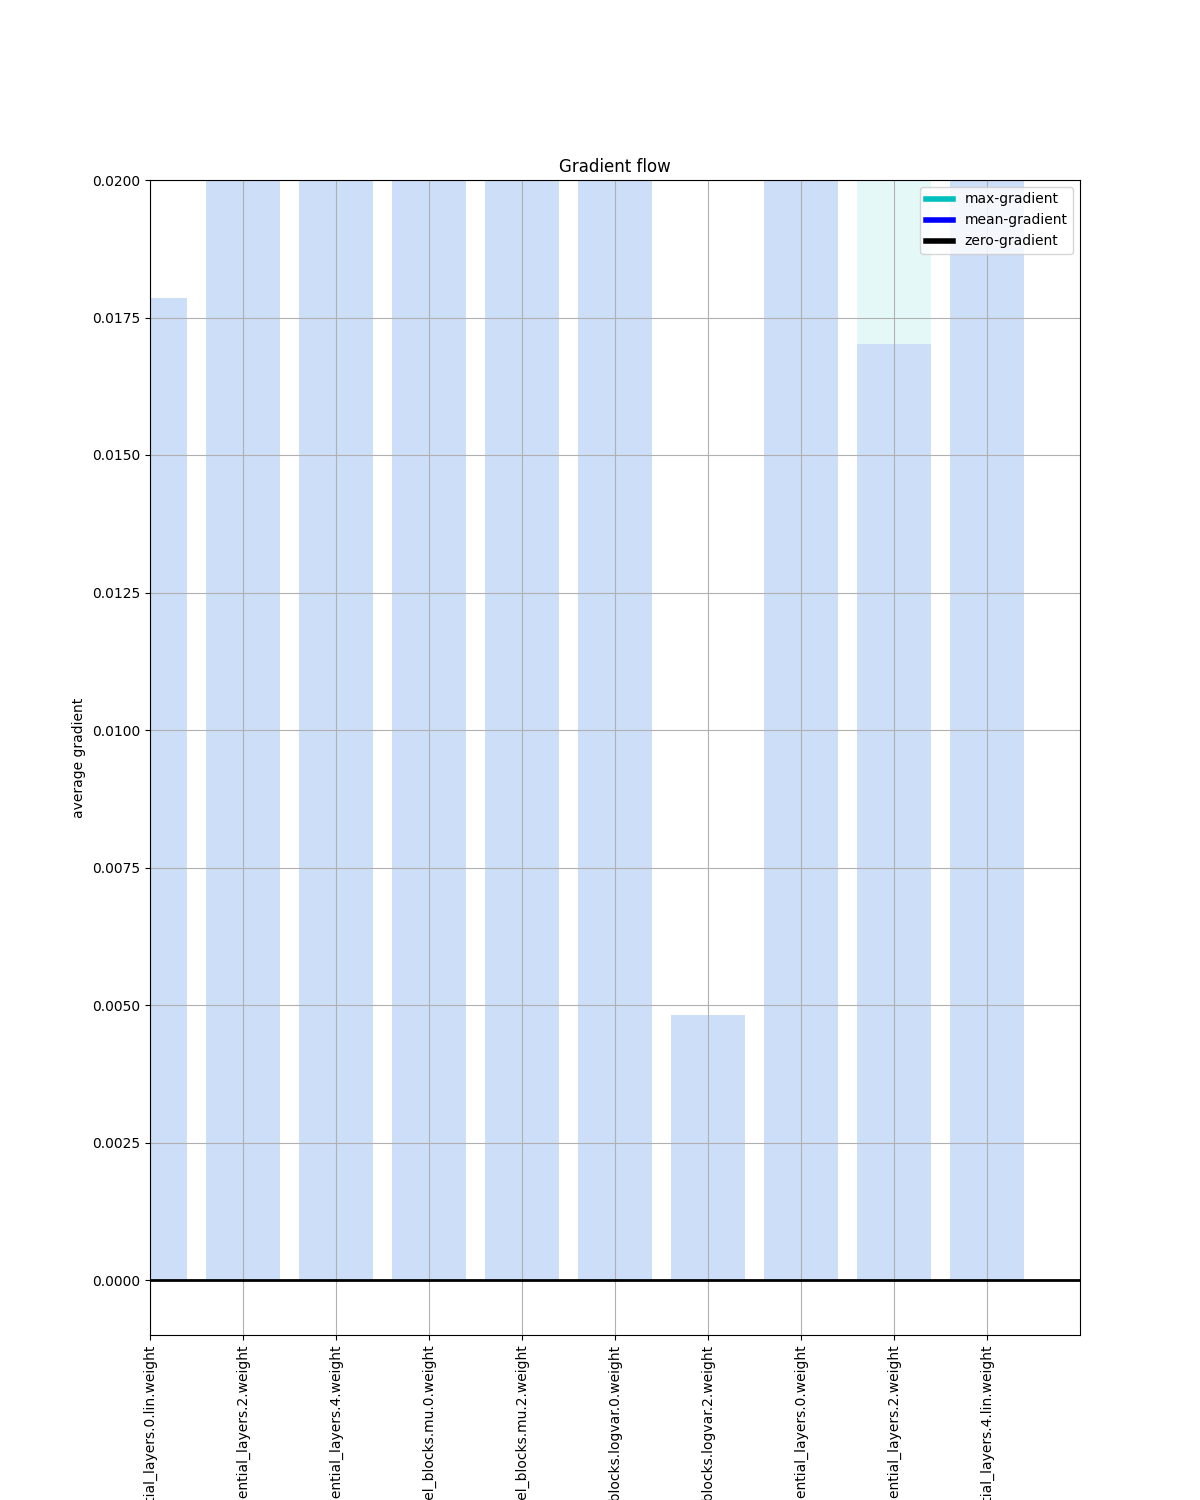 Gradient flow
max-gradient
mean-gradient
zero-gradient
0.0200
0.0175
0.0150
0.0125
0.0100
0.0075
0.0050
0.0025
0.0000
average gradient
tial_layers.0.lin.weight
ential_layers.2.weight
ential_layers.4.weight
el_blocks.mu.0.weight
el_blocks.mu.2.weight
blocks.logvar.0.weight
blocks.logvar.2.weight
ential_layers.0.weight
ential_layers.2.weight
tial_layers.4.lin.weight